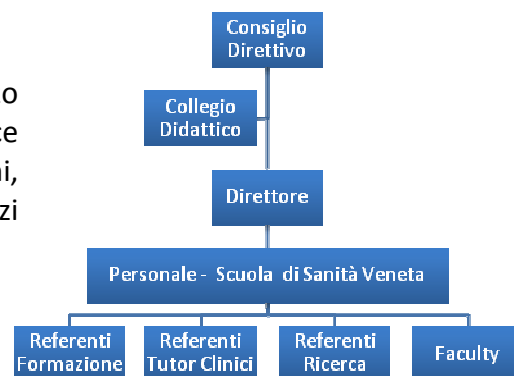 Consiglio
Direttivo
Collegio
Didattico
Direttore
Personale - Scuola di Sanità Veneta
Referenti
Formazione
Referenti
Tutor Clinici
Referenti
Ricerca
Faculty